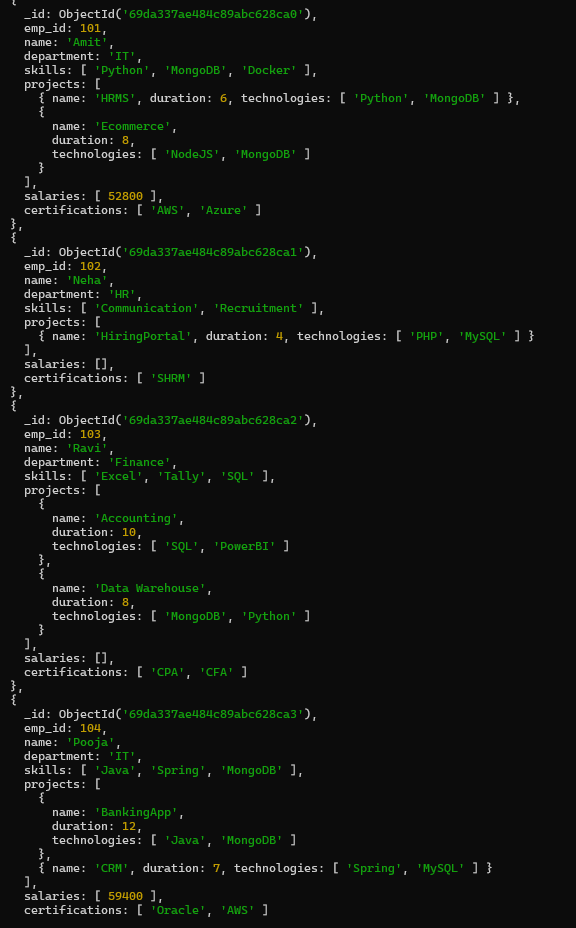 {
  _id: ObjectId('69da337ae484c89abc628ca0'),
  emp_id: 101,
  name: 'Amit',
  department: 'IT',
  skills: [ 'Python', 'MongoDB', 'Docker' ],
  projects: [
    { name: 'HRMS', duration: 6, technologies: [ 'Python', 'MongoDB' ] },
    {
      name: 'Ecommerce',
      duration: 8,
      technologies: [ 'NodeJS', 'MongoDB' ]
    }
  ],
  salaries: [ 52800 ],
  certifications: [ 'AWS', 'Azure' ]
},
{
  _id: ObjectId('69da337ae484c89abc628ca1'),
  emp_id: 102,
  name: 'Neha',
  department: 'HR',
  skills: [ 'Communication', 'Recruitment' ],
  projects: [
    { name: 'HiringPortal', duration: 4, technologies: [ 'PHP', 'MySQL' ] }
  ],
  salaries: [],
  certifications: [ 'SHRM' ]
},
{
  _id: ObjectId('69da337ae484c89abc628ca2'),
  emp_id: 103,
  name: 'Ravi',
  department: 'Finance',
  skills: [ 'Excel', 'Tally', 'SQL' ],
  projects: [
    {
      name: 'Accounting',
      duration: 10,
      technologies: [ 'SQL', 'PowerBI' ]
    },
    {
      name: 'Data Warehouse',
      duration: 8,
      technologies: [ 'MongoDB', 'Python' ]
    }
  ],
  salaries: [],
  certifications: [ 'CPA', 'CFA' ]
},
{
  _id: ObjectId('69da337ae484c89abc628ca3'),
  emp_id: 104,
  name: 'Pooja',
  department: 'IT',
  skills: [ 'Java', 'Spring', 'MongoDB' ],
  projects: [
    {
      name: 'BankingApp',
      duration: 12,
      technologies: [ 'Java', 'MongoDB' ]
    },
    { name: 'CRM', duration: 7, technologies: [ 'Spring', 'MySQL' ] }
  ],
  salaries: [ 59400 ],
  certifications: [ 'Oracle', 'AWS' ]